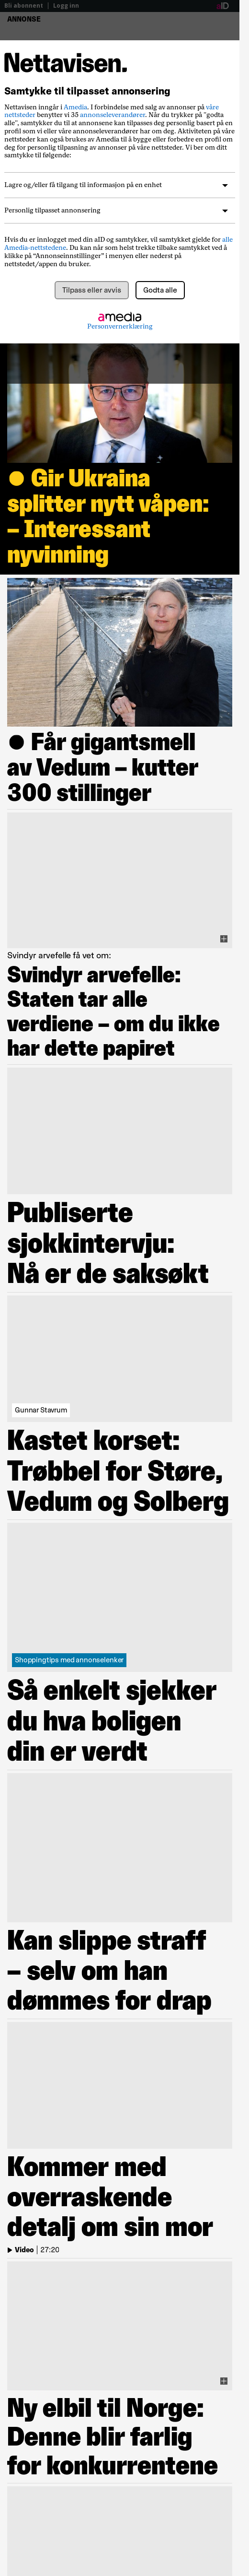 Bli abonnent | Logg inn
aID
ANNONSE
Nettavisen.
Samtykke til tilpasset annonsering
Nettavisen inngår i Amedia. I forbindelse med salg av annonser på våre
nettsteder benytter vi 35 annonseleverandører. Når du trykker på "godta
alle", samtykker du til at annonsene kan tilpasses deg personlig basert på en
profil som vi eller våre annonseleverandører har om deg. Aktiviteten på våre
nettsteder kan også brukes av Amedia til å bygge eller forbedre en profil om
deg for personlig tilpasning av annonser på våre nettsteder. Vi ber om ditt
samtykke til følgende:
Lagre og/eller få tilgang til informasjon på en enhet
Personlig tilpasset annonsering
Hvis du er innlogget med din aID og samtykker, vil samtykket gjelde for alle
Amedia-nettstedene. Du kan når som helst trekke tilbake samtykket ved å
klikke på “Annonseinnstillinger” i menyen eller nederst på
nettstedet/appen du bruker.
Tilpass eller avvis
Godta alle
amedia
Personvernerklæring
● Gir Ukraina
splitter nytt våpen:
– Interessant
nyvinning
● Får gigantsmell
av Vedum – kutter
300 stillinger
Svindyr arvefelle få vet om:
Svindyr arvefelle:
Staten tar alle
verdiene – om du ikke
har dette papiret
Publiserte
sjokkintervju:
Nå er de saksøkt
Gunnar Stavrum
Kastet korset:
Trøbbel for Støre,
Vedum og Solberg
Shoppingtips med annonselenker
Så enkelt sjekker
du hva boligen
din er verdt
Kan slippe straff
– selv om han
dømmes for drap
Kommer med
overraskende
detalj om sin mor
Video | 27:20
Ny elbil til Norge:
Denne blir farlig
for konkurrentene